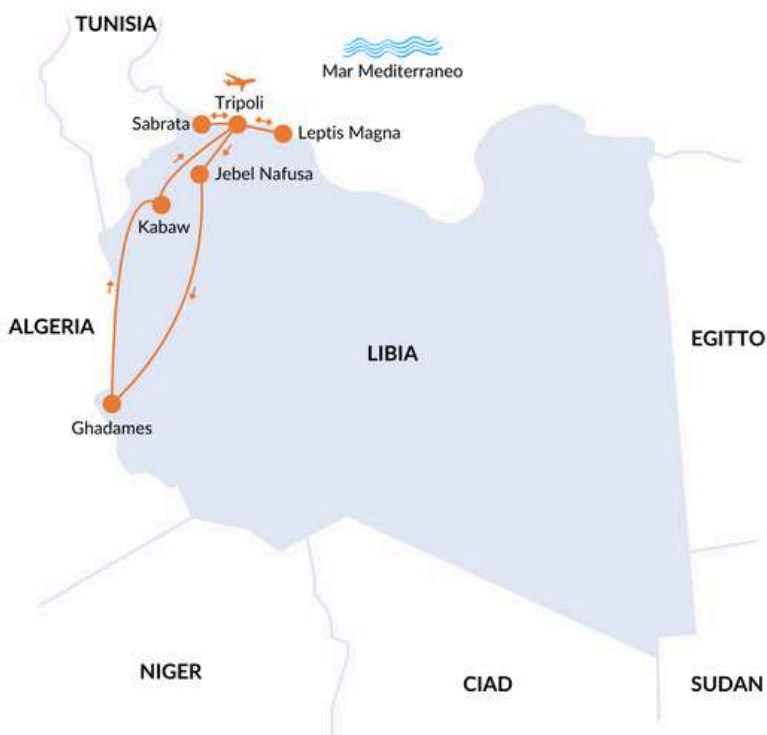 TUNISIA
Mar Mediterraneo
Tripoli
Sabrata
Leptis Magna
Jebel Nafusa
Kabaw
ALGERIA
EGITTO
LIBIA
Ghadames
NIGER
CIAD
SUDAN